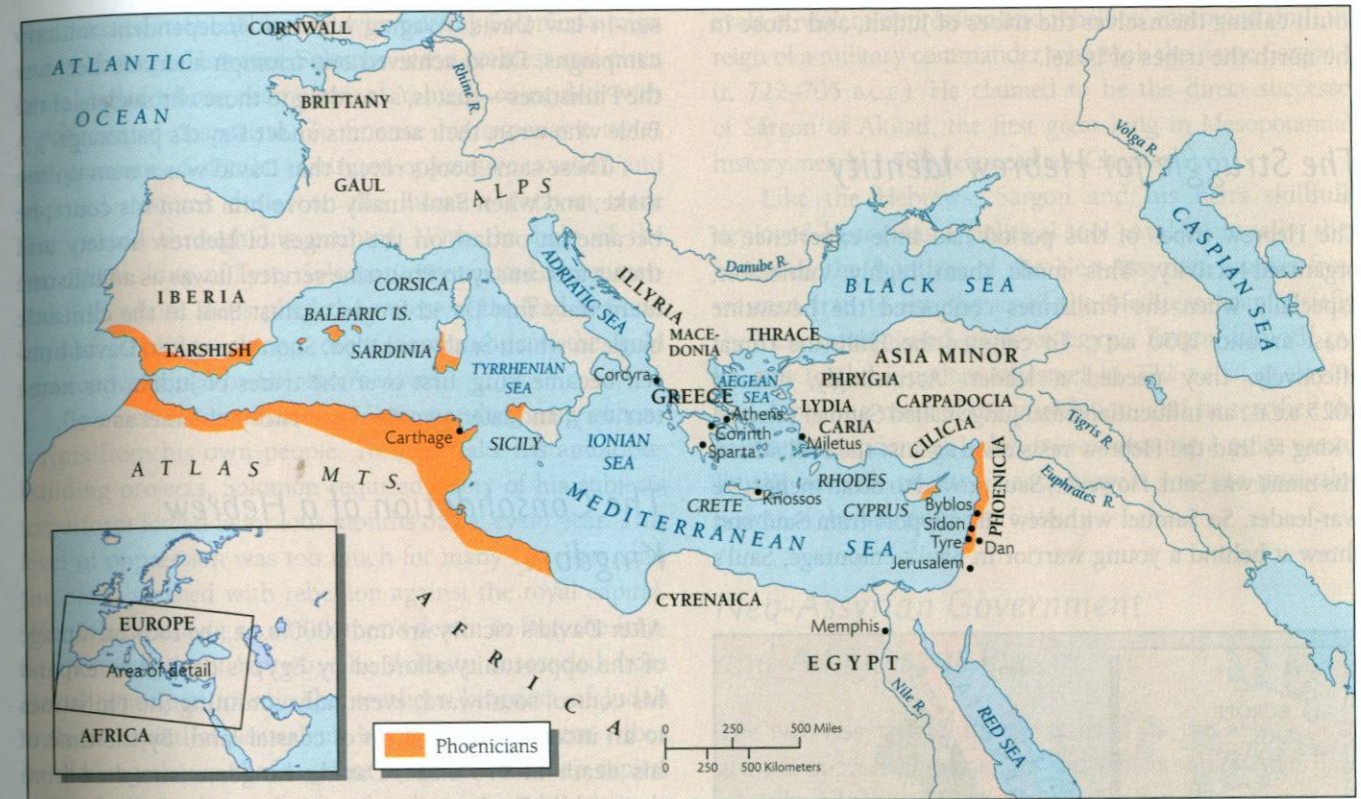 CORNWALL
ATLANTIC
OCEAN
BRITTANY
Rhine R.
Volga R.
GAUL
ALPS
CASPIAN SEA
ADRIATIC SEA
ILLYRIA
Danube R.
BLACK SEA
IBERIA
CORSICA
BALEARIC IS.
SARDINIA
TARSHISH
TYRRHENIAN
SEA
MACE-
DONIA
THRACE
ASIA MINOR
Corcyra
AEGEAN
SEA
PHRYGIA
GREECE
LYDIA
CAPPADOCIA
Athens
CARIA
CILICIA
Tigris R.
Carthage
SICILY
IONIAN
SEA
Corinth
Sparta
Miletus
PHOENICIA
Euphrates R.
ATLAS MTS.
RHODES
CRETE
Knossos
CYPRUS
Byblos
Sidon
Tyre
Dan
MEDITERRANEAN SEA
Jerusalem
CYRENAICA
AFRICA
Memphis
EGYPT
Nile R.
RED SEA
EUROPE
Area of detail
AFRICA
Phoenicians
0 250 500 Miles
0 250 500 Kilometers